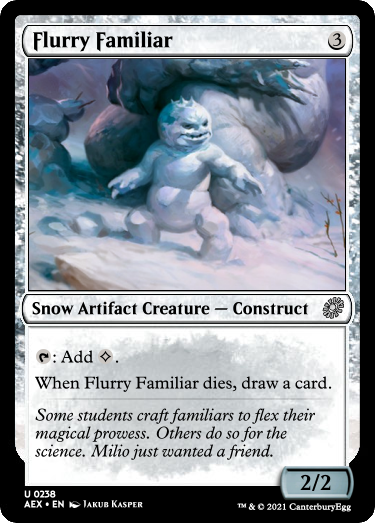 Flurry Familiar 3
Snow Artifact Creature — Construct
: Add .
When Flurry Familiar dies, draw a card.
Some students craft familiars to flex their
magical prowess. Others do so for the
science. Milio just wanted a friend.
2/2
U 0238
AEX • EN Jakub Kasper
™ & © 2021 CanterburyEgg